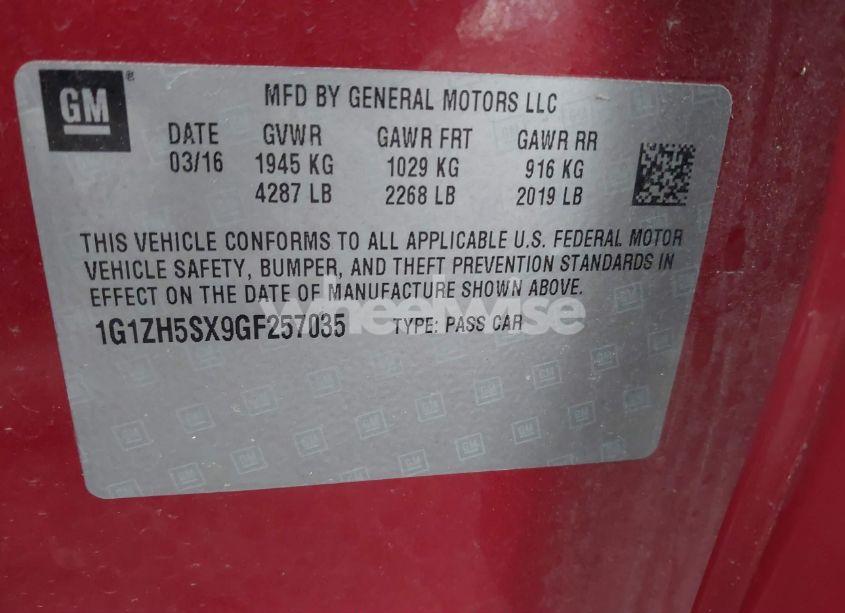 GM ®
MFD BY GENERAL MOTORS LLC
DATE GVWR GAWR FRT GAWR RR
03/16 1945 KG 1029 KG 916 KG
4287 LB 2268 LB 2019 LB
THIS VEHICLE CONFORMS TO ALL APPLICABLE U.S. FEDERAL MOTOR
VEHICLE SAFETY, BUMPER, AND THEFT PREVENTION STANDARDS IN
EFFECT ON THE DATE OF MANUFACTURE SHOWN ABOVE.
wheelwise
1G1ZH5SX9GF257035 TYPE: PASS CAR